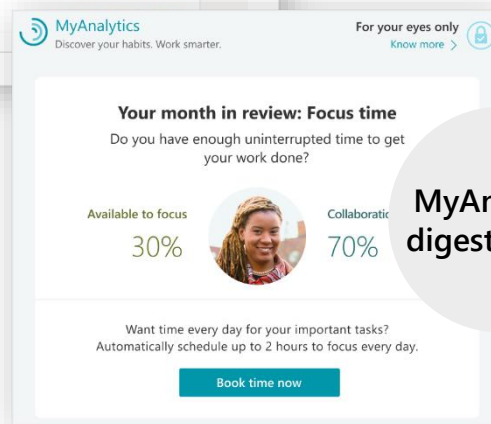 MyAnalytics
Discover your habits. Work smarter.
For your eyes only
Know more >
Your month in review: Focus time
Do you have enough uninterrupted time to get
your work done?
Available to focus
30%
70%
Want time every day for your important tasks?
Automatically schedule up to 2 hours to focus every day.
Book time now